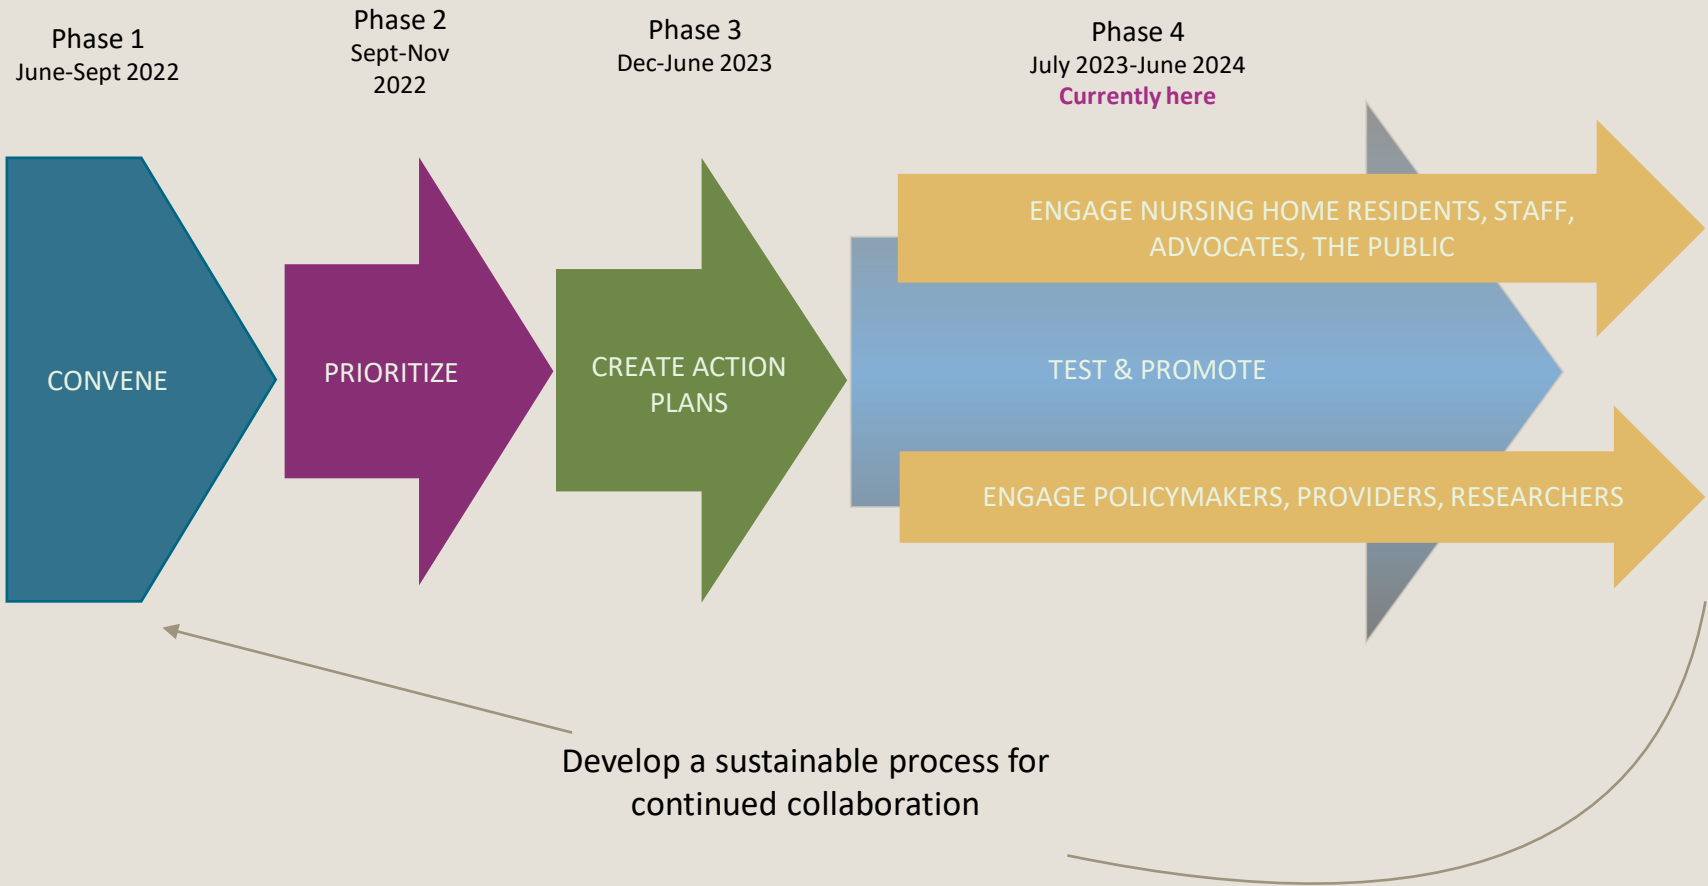 Phase 1
June-Sept 2022
Phase 2
Sept-Nov
2022
Phase 3
Dec-June 2023
Phase 4
July 2023-June 2024
Currently here
CONVENE
PRIORITIZE
CREATE ACTION
PLANS
ENGAGE NURSING HOME RESIDENTS, STAFF,
ADVOCATES, THE PUBLIC
TEST & PROMOTE
ENGAGE POLICYMAKERS, PROVIDERS, RESEARCHERS
Develop a sustainable process for
continued collaboration